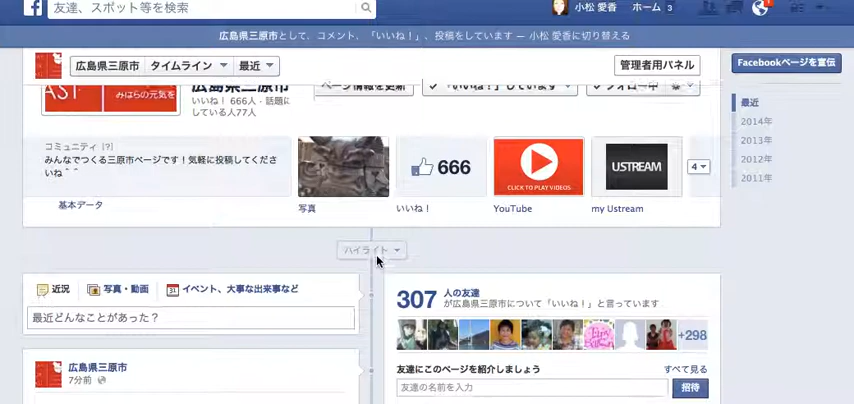 友達、スポット等を検索
小松 愛香 ホーム 3
広島県三原市として、コメント、「いいね！」、投稿をしています — 小松 愛香に切り替える
広島県三原市 タイムライン 最近
管理者用パネル
Facebookページを宣伝
AST みはらの元気を
広島県三原市
ページ情報を更新 「いいね！」しています フォロー中
いいね！ 666人・話題に
している人77人
最近
2014年
2013年
2012年
2011年
コミュニティ [?]
みんなでつくる三原市ページです！気軽に投稿してくださ
いね＾＾
666
CLICK TO PLAY VIDEOS
USTREAM
4
基本データ
写真
いいね！
YouTube
my Ustream
ハイライト
近況 写真・動画 31 イベント、大事な出来事など
最近どんなことがあった？
307 人の友達
が広島県三原市について「いいね！」と言っています
+298
広島県三原市
7分前
友達にこのページを紹介しましょう すべて見る
友達の名前を入力 招待